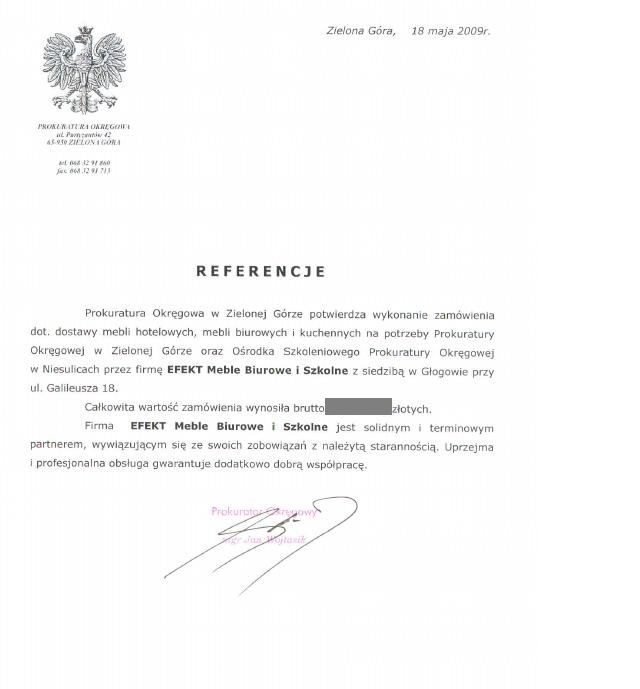 Zielona Góra, 18 maja 2009r.
PROKURATURA OKRĘGOWA
ul. Partyzantów 42
65-950 ZIELONA GÓRA
tel. 068 32 91 860
fax. 068 32 91 713
REFERENCJE
Prokuratura Okręgowa w Zielonej Górze potwierdza wykonanie zamówienia
dot. dostawy mebli hotelowych, mebli biurowych i kuchennych na potrzeby Prokuratury
Okręgowej w Zielonej Górze oraz Ośrodka Szkoleniowego Prokuratury Okręgowej
w Niesulicach przez firmę EFEKT Meble Biurowe i Szkolne z siedzibą w Głogowie przy
ul. Galileusza 18.
Całkowita wartość zamówienia wynosiła brutto złotych.
Firma EFEKT Meble Biurowe i Szkolne jest solidnym i terminowym
partnerem, wywiązującym się ze swoich zobowiązań z należytą starannością. Uprzejma
i profesjonalna obsługa gwarantuje dodatkowo dobrą współpracę.
Prokurator Okręgowy
mgr Jan Wojtasik